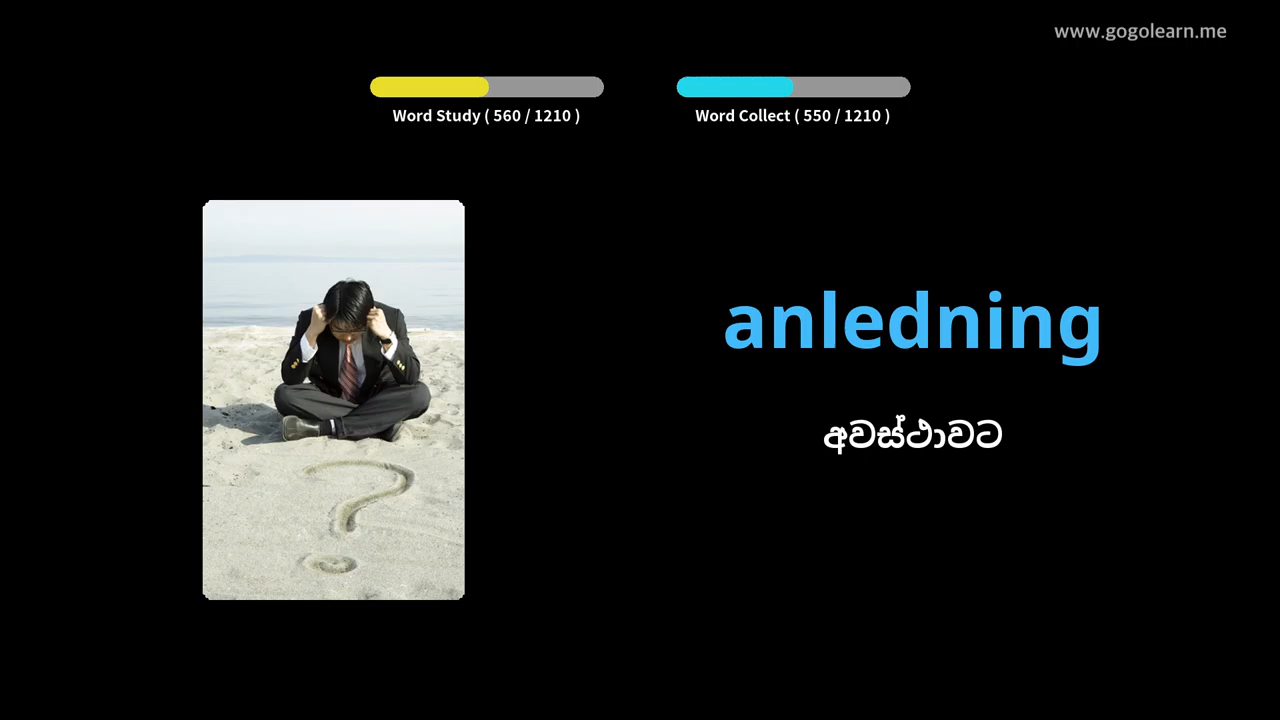 www.gogolearn.me
Word Study ( 560 / 1210 )
Word Collect ( 550 / 1210 )
anledning
අවස්ථාවට
?